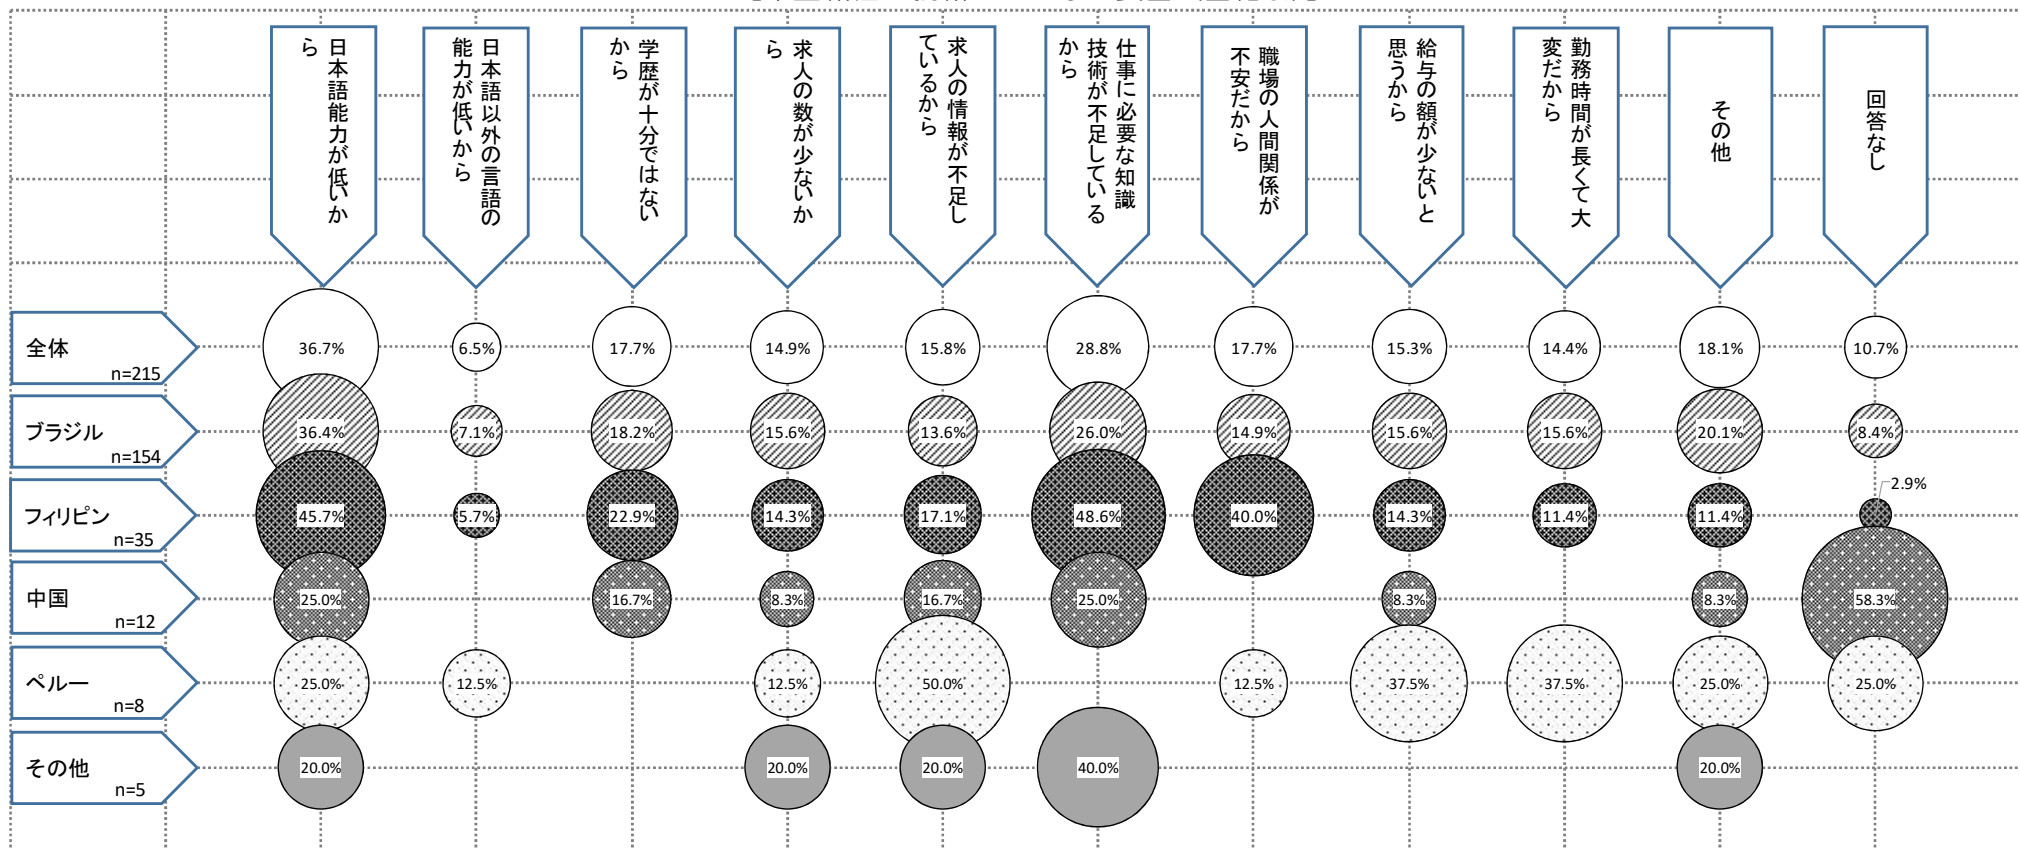 日本語能力が低いか
ら
日本語以外の言語の
能力が低いから
学歴が十分ではない
から
求人の数が少ないか
ら
求人の情報が不足し
ているから
仕事に必要な知識
技術が不足している
から
職場の人間関係が
不安だから
給与の額が少ないと
思うから
勤務時間が長くて大
変だから
その他
回答なし
全体
n=215
36.7%
6.5%
17.7%
14.9%
15.8%
28.8%
17.7%
15.3%
14.4%
18.1%
10.7%
ブラジル
n=154
36.4%
7.1%
18.2%
15.6%
13.6%
26.0%
14.9%
15.6%
15.6%
20.1%
8.4%
フィリピン
n=35
45.7%
5.7%
22.9%
14.3%
17.1%
48.6%
40.0%
14.3%
11.4%
11.4%
2.9%
中国
n=12
25.0%
16.7%
8.3%
16.7%
25.0%
8.3%
8.3%
58.3%
ペルー
n=8
25.0%
12.5%
12.5%
50.0%
12.5%
37.5%
37.5%
25.0%
25.0%
その他
n=5
20.0%
20.0%
20.0%
40.0%
20.0%